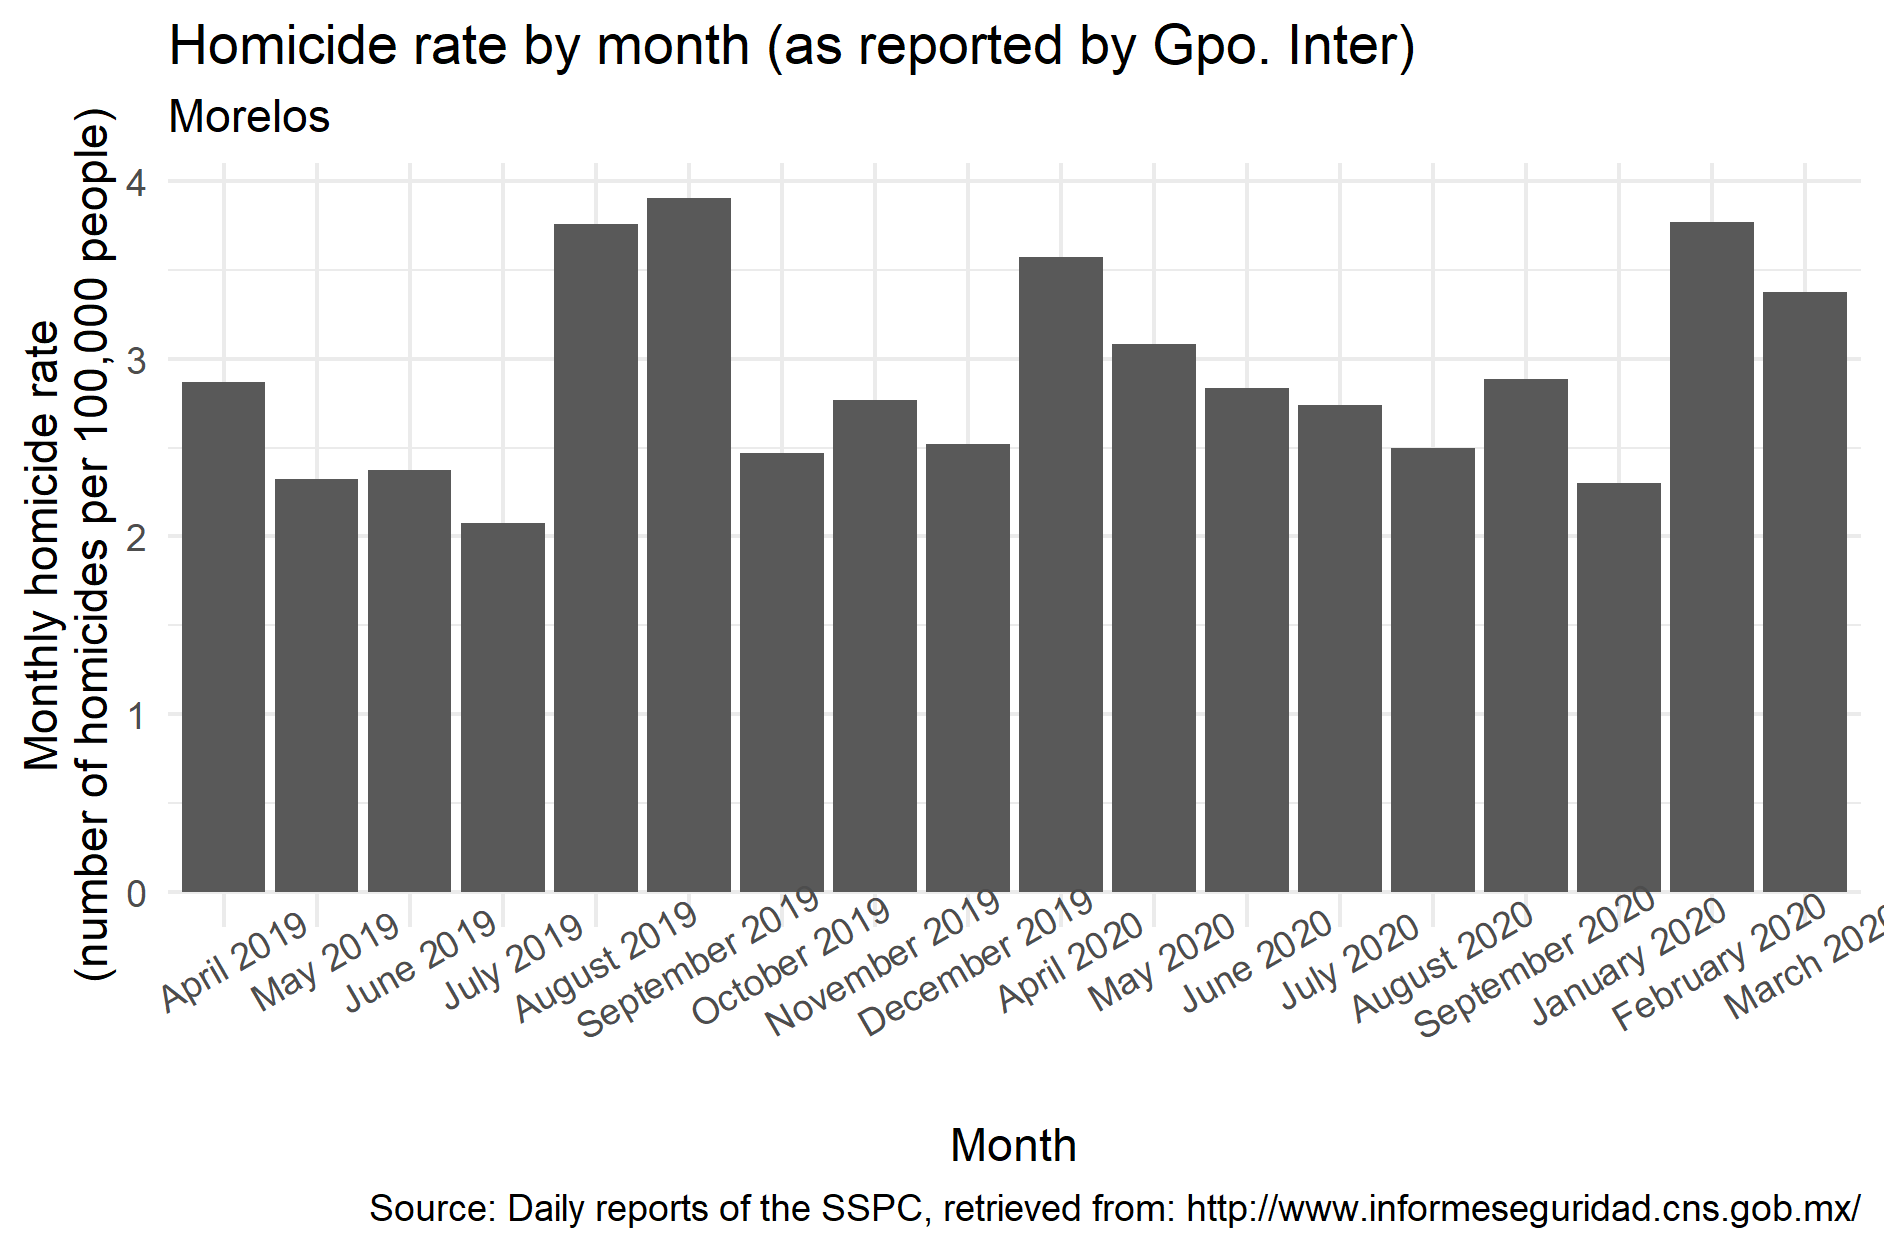 Homicide rate by month (as reported by Gpo. Inter)
Morelos
Monthly homicide rate
(number of homicides per 100,000 people)
4
3
2
1
0
April 2019
May 2019
June 2019
July 2019
August 2019
September 2019
October 2019
November 2019
December 2019
April 2020
May 2020
June 2020
July 2020
August 2020
September 2020
January 2020
February 2020
March 2020
Month
Source: Daily reports of the SSPC, retrieved from: http://www.informeseguridad.cns.gob.mx/